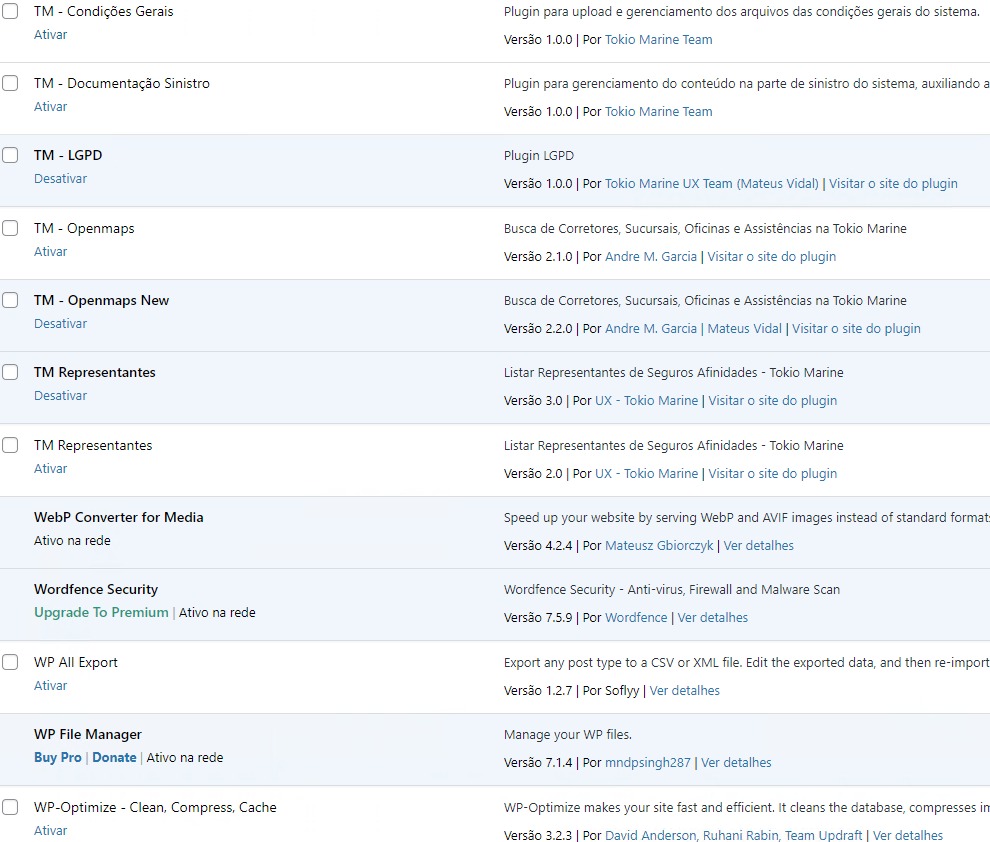 TM - Condições Gerais
Plugin para upload e gerenciamento dos arquivos das condições gerais do sistema.
Ativar
Versão 1.0.0 | Por Tokio Marine Team
TM - Documentação Sinistro
Plugin para gerenciamento do conteúdo na parte de sinistro do sistema, auxiliando a
Ativar
Versão 1.0.0 | Por Tokio Marine Team
TM - LGPD
Plugin LGPD
Desativar
Versão 1.0.0 | Por Tokio Marine UX Team (Mateus Vidal) | Visitar o site do plugin
TM - Openmaps
Busca de Corretores, Sucursais, Oficinas e Assistências na Tokio Marine
Ativar
Versão 2.1.0 | Por Andre M. Garcia | Visitar o site do plugin
TM - Openmaps New
Busca de Corretores, Sucursais, Oficinas e Assistências na Tokio Marine
Desativar
Versão 2.2.0 | Por Andre M. Garcia | Mateus Vidal | Visitar o site do plugin
TM Representantes
Listar Representantes de Seguros Afinidades - Tokio Marine
Desativar
Versão 3.0 | Por UX - Tokio Marine | Visitar o site do plugin
TM Representantes
Listar Representantes de Seguros Afinidades - Tokio Marine
Ativar
Versão 2.0 | Por UX - Tokio Marine | Visitar o site do plugin
WebP Converter for Media
Speed up your website by serving WebP and AVIF images instead of standard formats
Ativo na rede
Versão 4.2.4 | Por Mateusz Gbiorczyk | Ver detalhes
Wordfence Security
Wordfence Security - Anti-virus, Firewall and Malware Scan
Upgrade To Premium | Ativo na rede
Versão 7.5.9 | Por Wordfence | Ver detalhes
WP All Export
Export any post type to a CSV or XML file. Edit the exported data, and then re-import
Ativar
Versão 1.2.7 | Por Soflyy | Ver detalhes
WP File Manager
Manage your WP files.
Buy Pro | Donate | Ativo na rede
Versão 7.1.4 | Por mndpsingh287 | Ver detalhes
WP-Optimize - Clean, Compress, Cache
WP-Optimize makes your site fast and efficient. It cleans the database, compresses
Ativar
Versão 3.2.3 | Por David Anderson, Ruhani Rabin, Team Updraft | Ver detalhes